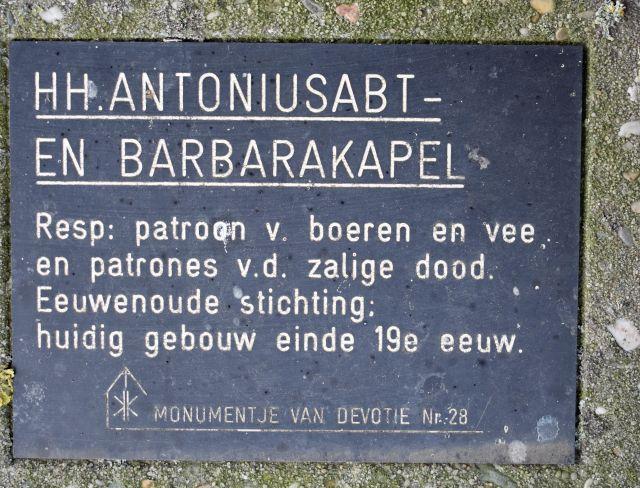 HH. ANTONIUSABT-
EN BARBARAKAPEL
Resp: patroon v. boeren en vee,
en patrones v.d. zalige dood.
Eeuwenoude stichting;
huidig gebouw einde 19e eeuw.
MONUMENTJE VAN DEVOTIE Nr. 28